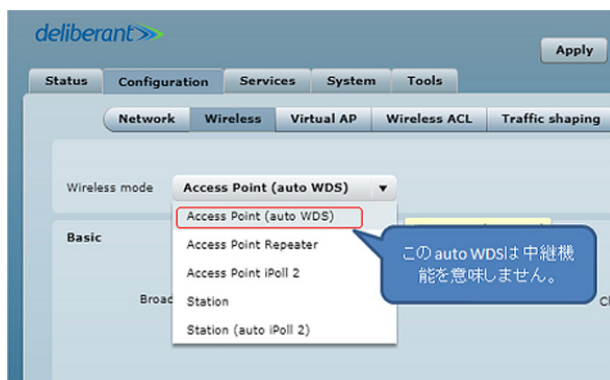 deliberant
Apply
Status Configuration Services System Tools
Network Wireless Virtual AP Wireless ACL Traffic shaping
Wireless mode Access Point (auto WDS)
Access Point (auto WDS)
Basic
Access Point Repeater
Access Point iPoll 2
Broad
Station
Station (auto iPoll 2)
このauto WDSは中継機
能を意味しません。